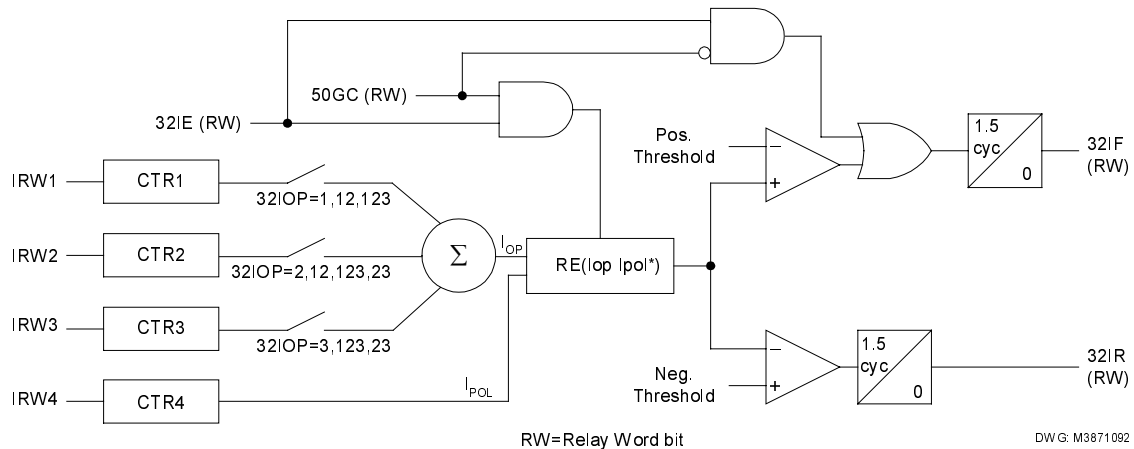 50GC (RW)
32IE (RW)
Pos.
Threshold
−
+
1.5
cyc
0
32IF
(RW)
IRW1
CTR1
32IOP=1,12,123
IRW2
CTR2
32IOP=2,12,123,23
Σ
IOP
RE(Iop Ipol*)
IRW3
CTR3
32IOP=3,123,23
IRW4
CTR4
IPOL
Neg.
Threshold
−
+
1.5
cyc
0
32IR
(RW)
RW=Relay Word bit
DWG: M3871092